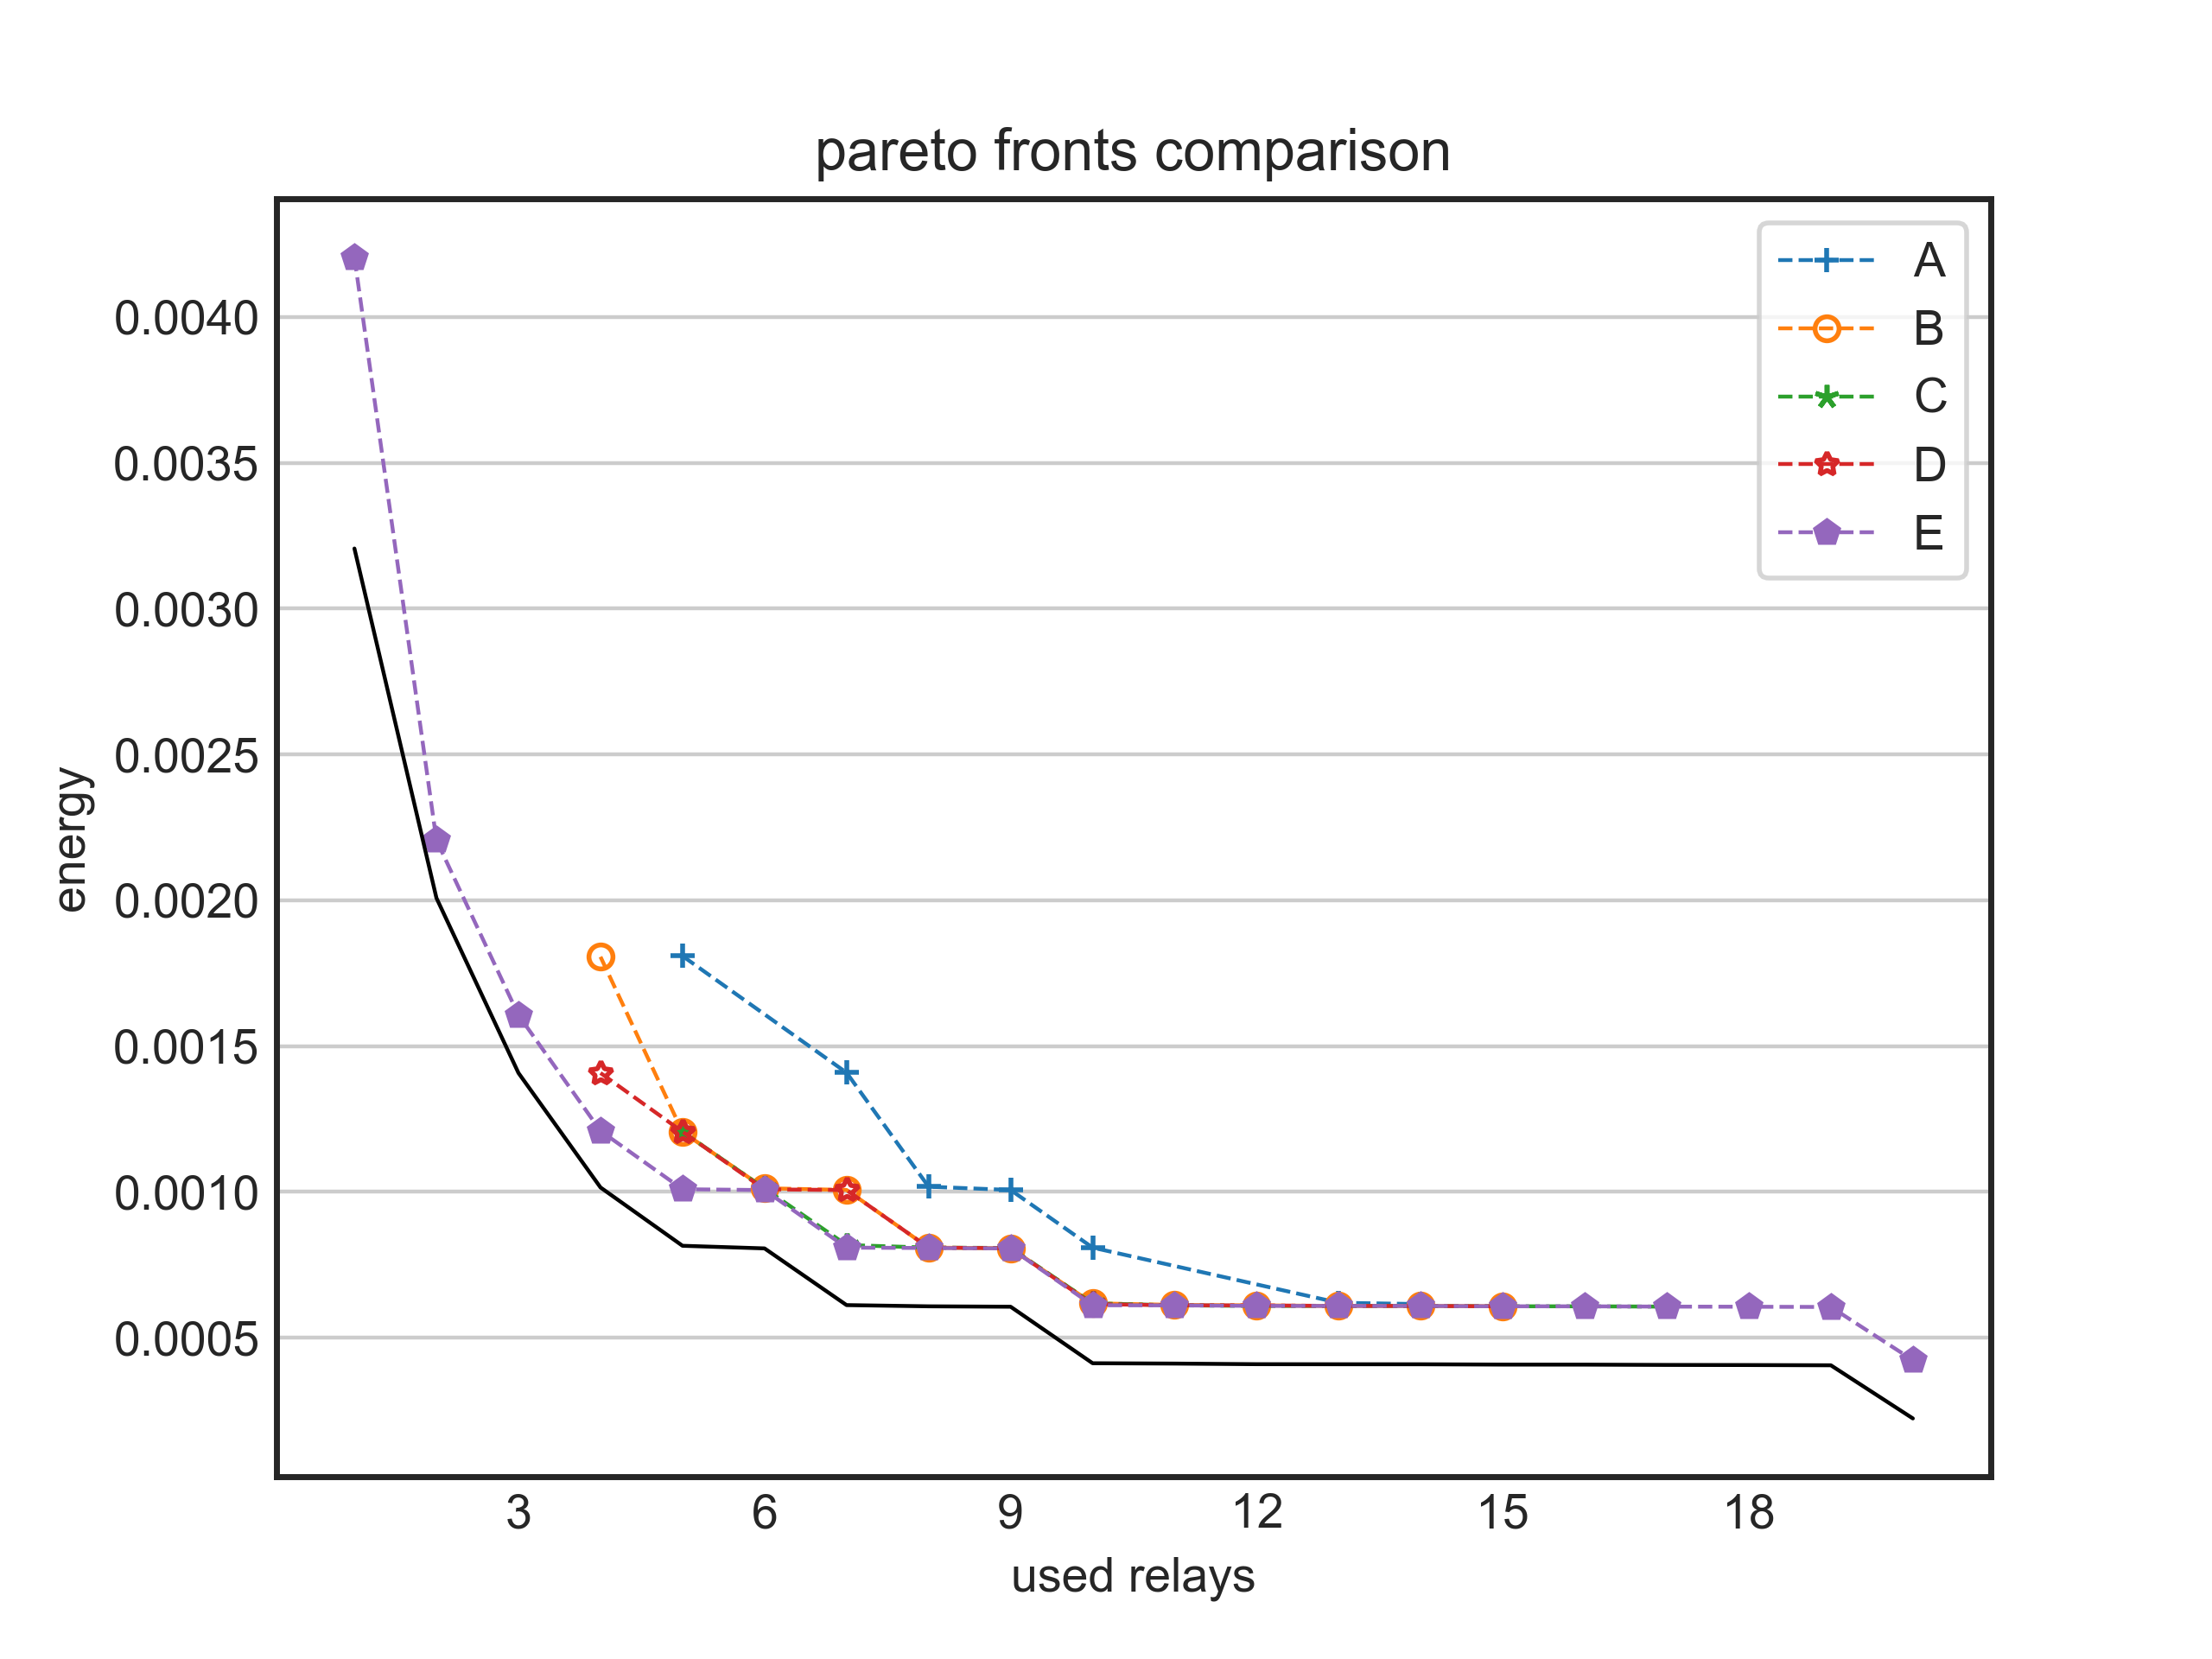 pareto fronts comparison
A
B
C
D
E
0.0040
0.0035
0.0030
0.0025
0.0020
0.0015
0.0010
0.0005
energy
3 6 9 12 15 18
used relays